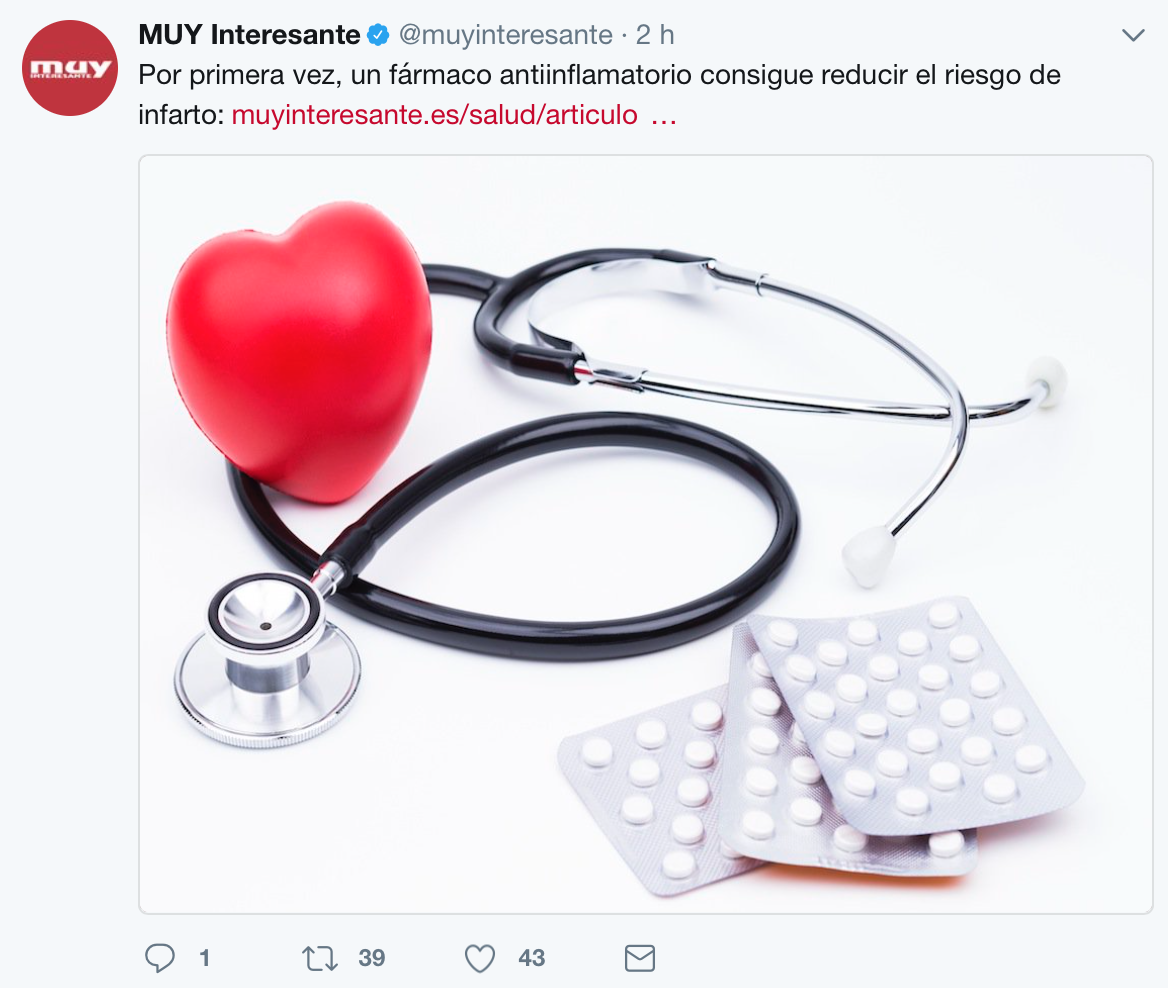 MUY Interesante @muyinteresante · 2 h
muy
INTERESANTE
Por primera vez, un fármaco antiinflamatorio consigue reducir el riesgo de
infarto: muyinteresante.es/salud/articulo …
1 39 43